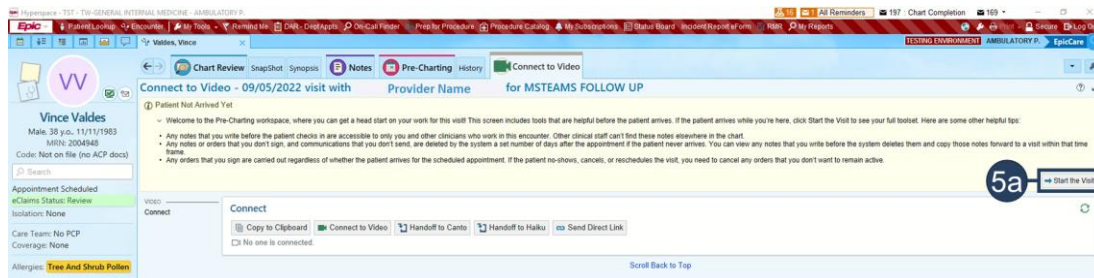 Hyperspace - TST - TW-GENERAL INTERNAL MEDICINE - AMBULATORY P.
16 1 All Reminders 197 : Chart Completion 169
Epic Patient Lookup Encounter My Tools Remind Me DAR - Dept Appts On-Call Finder Prep for Procedure Procedure Catalog My Subscriptions Status Board Incident Report eForm RMR My Reports Print Secure Log Out
Valdes, Vince × TESTING ENVIRONMENT AMBULATORY P. EpicCare
VV
Chart Review SnapShot Synopsis Notes Pre-Charting History Connect to Video
Connect to Video - 09/05/2022 visit with Provider Name for MSTEAMS FOLLOW UP
Patient Not Arrived Yet
Welcome to the Pre-Charting workspace, where you can get a head start on your work for this visit! This screen includes tools that are helpful before the patient arrives. If the patient arrives while you're here, click Start the Visit to see your full toolset. Here are some other helpful tips:
• Any notes that you write before the patient checks in are accessible to only you and other clinicians who work in this encounter. Other clinical staff can't find these notes elsewhere in the chart.
• Any notes or orders that you don't sign, and communications that you don't send, are deleted by the system a set number of days after the appointment if the patient never arrives. You can view any notes that you write before the system deletes them and copy those notes forward to a visit within that time frame.
• Any orders that you sign are carried out regardless of whether the patient arrives for the scheduled appointment. If the patient no-shows, cancels, or reschedules the visit, you need to cancel any orders that you don't want to remain active.
5a → Start the Visit
Vince Valdes
Male, 38 y.o., 11/11/1983
MRN: 2004948
Code: Not on file (no ACP docs)
Search
Appointment Scheduled
eClaims Status: Review
Isolation: None
Care Team: No PCP
Coverage: None
Allergies: Tree And Shrub Pollen
VIDEO
Connect
Connect
Copy to Clipboard Connect to Video Handoff to Canto Handoff to Haiku Send Direct Link
No one is connected.
Scroll Back to Top